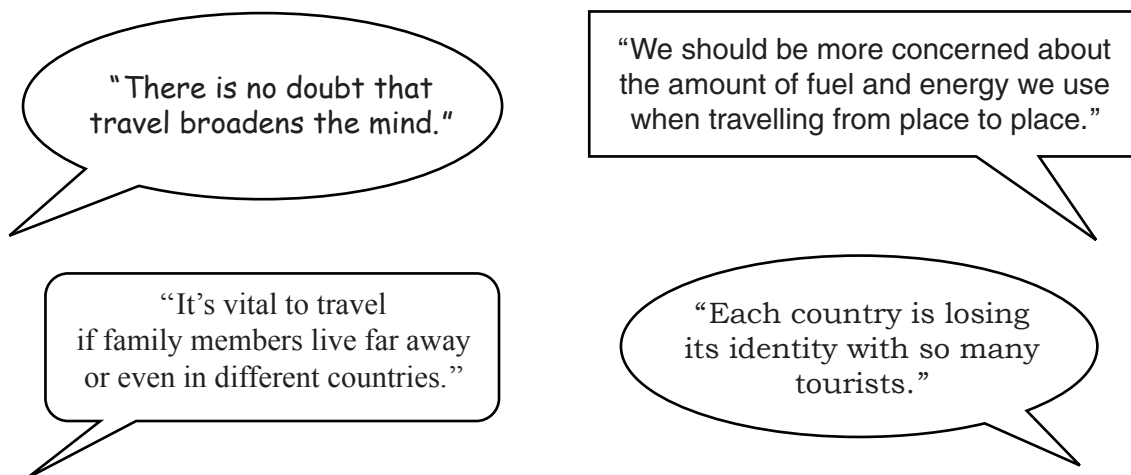 “There is no doubt that
travel broadens the mind.”
“We should be more concerned about
the amount of fuel and energy we use
when travelling from place to place.”
“It’s vital to travel
if family members live far away
or even in different countries.”
“Each country is losing
its identity with so many
tourists.”